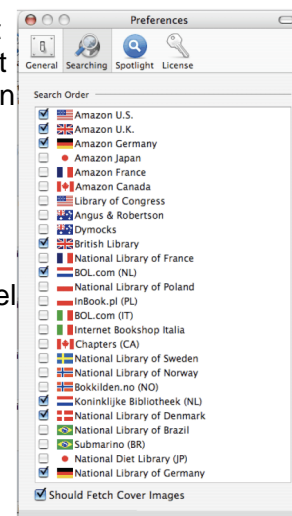 Preferences
General Searching Spotlight License
t
n
Search Order
Amazon U.S.
Amazon U.K.
Amazon Germany
Amazon Japan
Amazon France
Amazon Canada
Library of Congress
Angus & Robertson
Dymocks
British Library
National Library of France
BOL.com (NL)
National Library of Poland
InBook.pl (PL)
el
BOL.com (IT)
Internet Bookshop Italia
Chapters (CA)
National Library of Sweden
National Library of Norway
Bokkilden.no (NO)
Koninklijke Bibliotheek (NL)
National Library of Denmark
National Library of Brazil
Submarino (BR)
National Diet Library (JP)
National Library of Germany
Should Fetch Cover Images